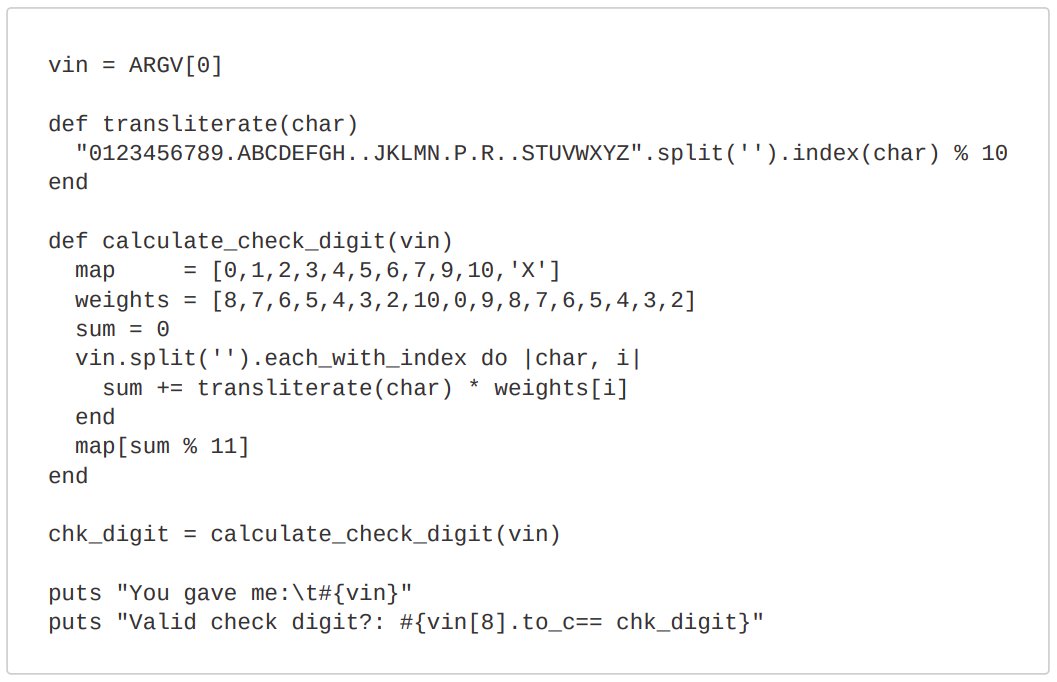 vin = ARGV[0]

def transliterate(char)
  "0123456789.ABCDEFGH..JKLMN.P.R..STUVWXYZ".split('').index(char) % 10
end

def calculate_check_digit(vin)
  map     = [0,1,2,3,4,5,6,7,9,10,'X']
  weights = [8,7,6,5,4,3,2,10,0,9,8,7,6,5,4,3,2]
  sum = 0
  vin.split('').each_with_index do |char, i|
    sum += transliterate(char) * weights[i]
  end
  map[sum % 11]
end

chk_digit = calculate_check_digit(vin)

puts "You gave me:\t#{vin}"
puts "Valid check digit?: #{vin[8].to_c== chk_digit}"